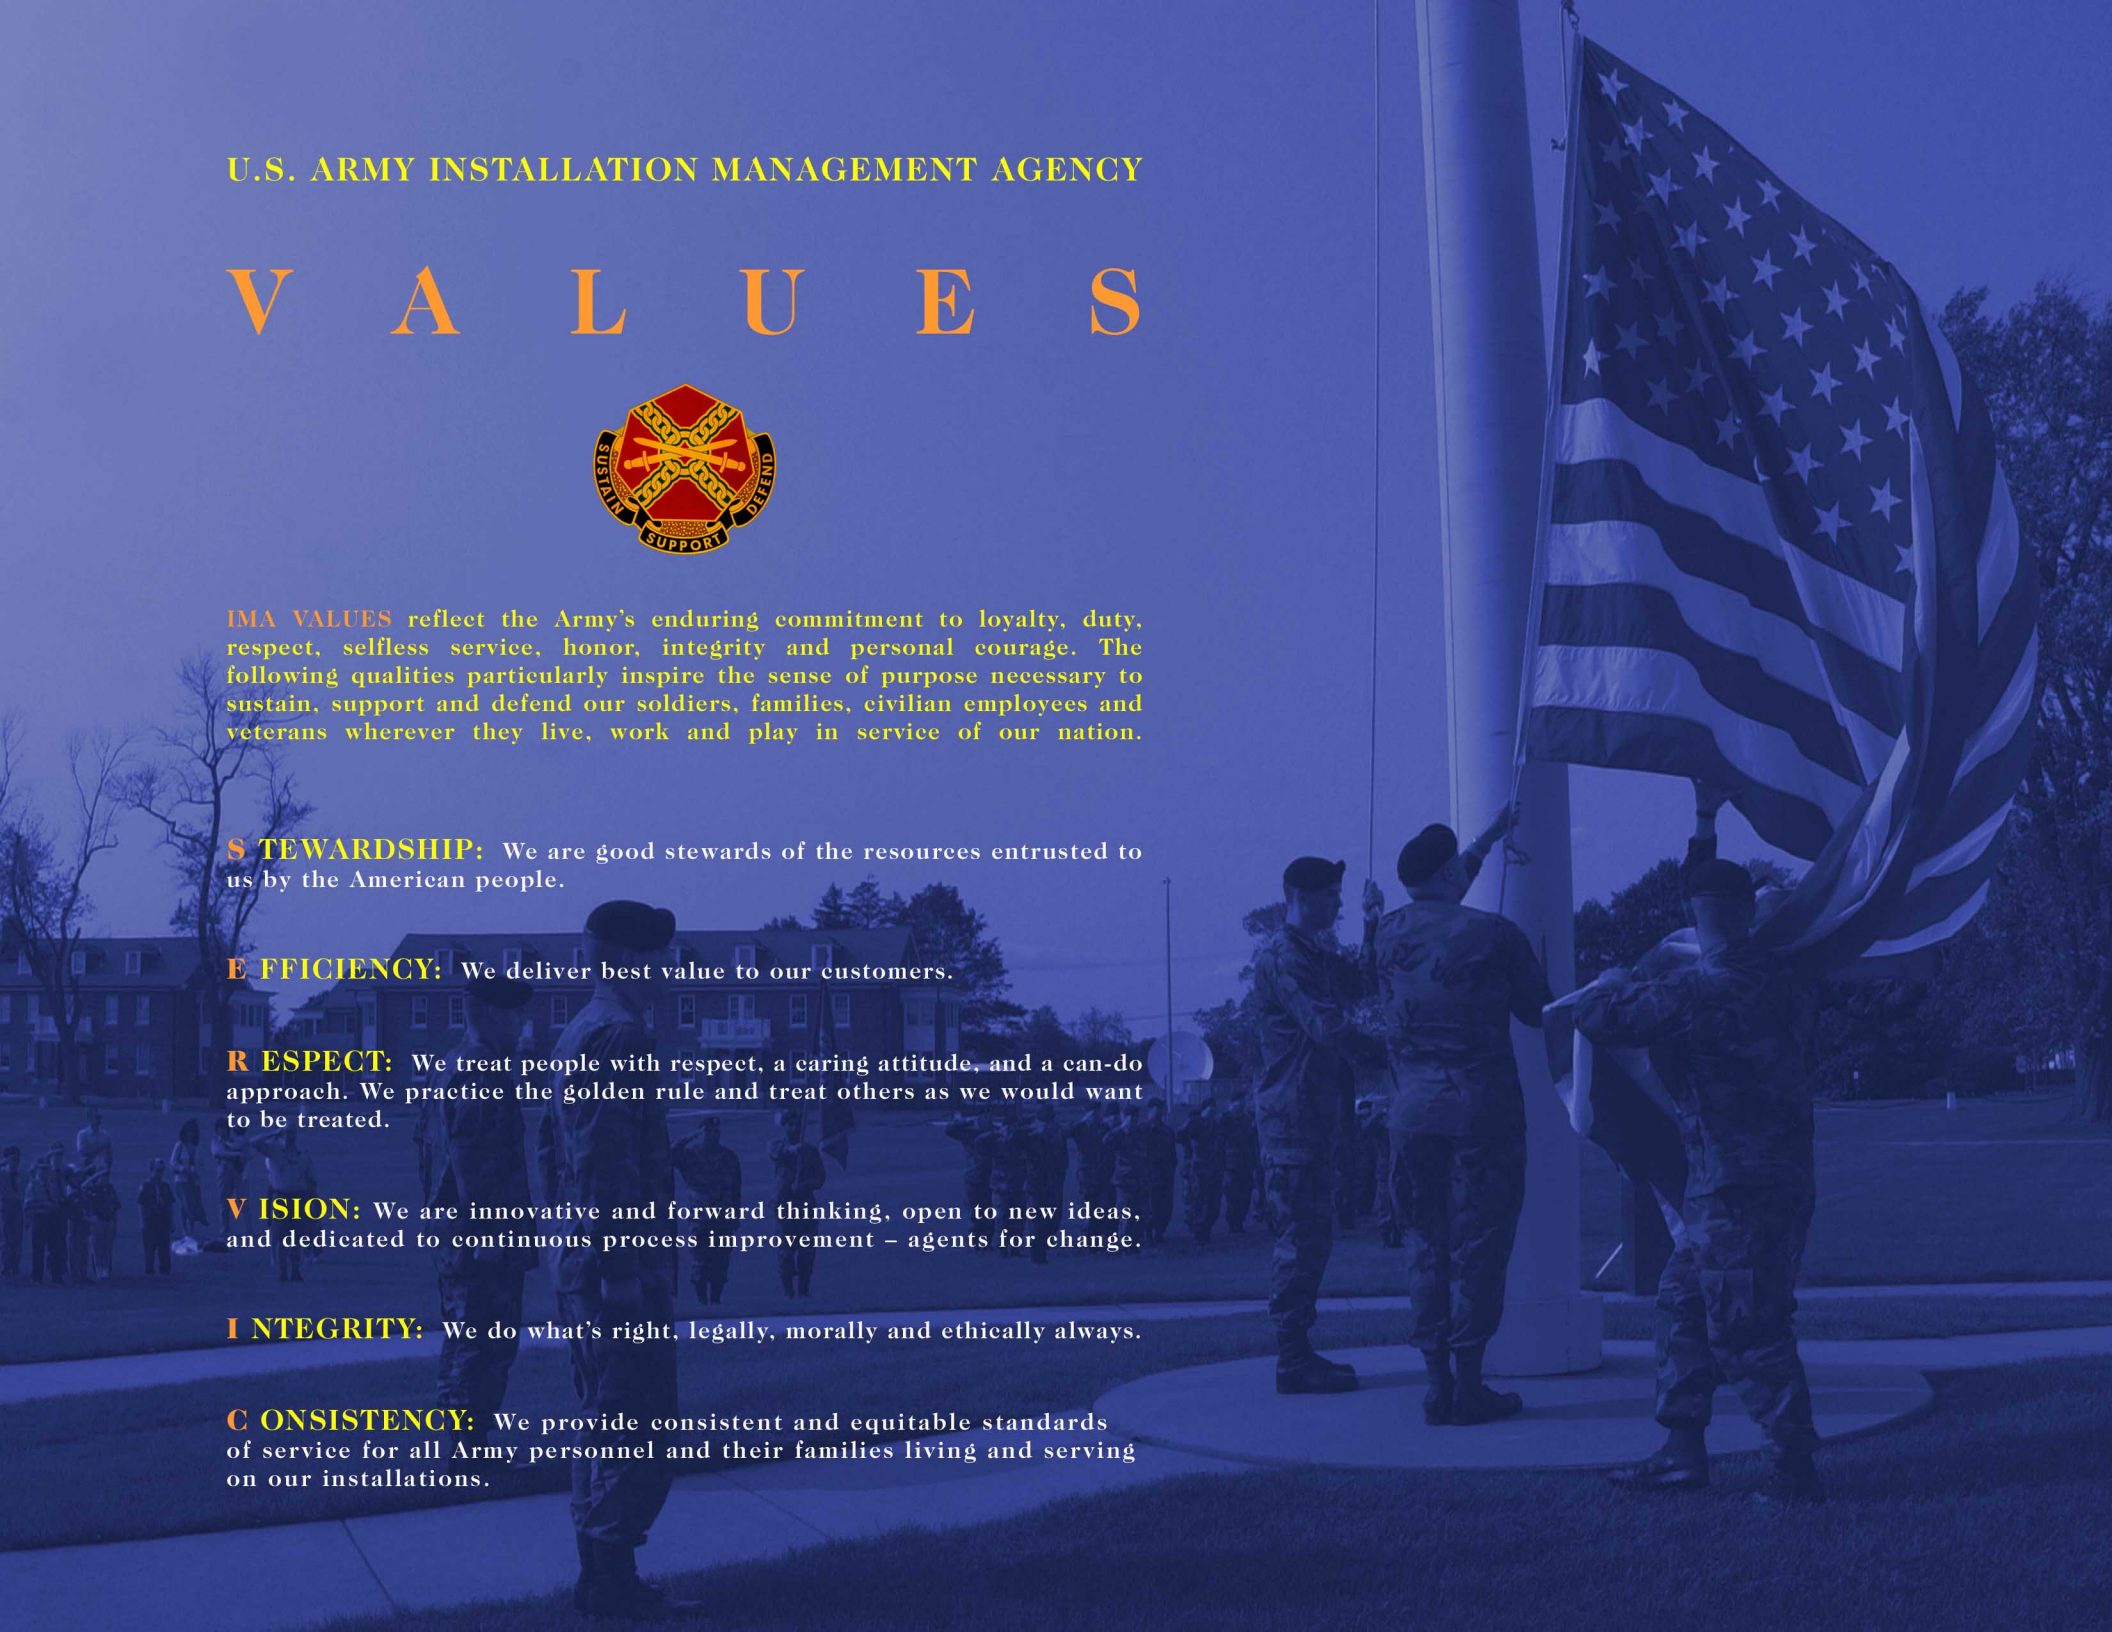 U.S. ARMY INSTALLATION MANAGEMENT AGENCY
V A L U E S
SUSTAIN
SUPPORT
DEFEND
IMA VALUES reflect the Army's enduring commitment to loyalty, duty,
respect, selfless service, honor, integrity and personal courage. The
following qualities particularly inspire the sense of purpose necessary to
sustain, support and defend our soldiers, families, civilian employees and
veterans wherever they live, work and play in service of our nation.
S TEWARDSHIP: We are good stewards of the resources entrusted to
us by the American people.
E FFICIENCY: We deliver best value to our customers.
R ESPECT: We treat people with respect, a caring attitude, and a can-do
approach. We practice the golden rule and treat others as we would want
to be treated.
V ISION: We are innovative and forward thinking, open to new ideas,
and dedicated to continuous process improvement – agents for change.
I NTEGRITY: We do what's right, legally, morally and ethically always.
C ONSISTENCY: We provide consistent and equitable standards
of service for all Army personnel and their families living and serving
on our installations.